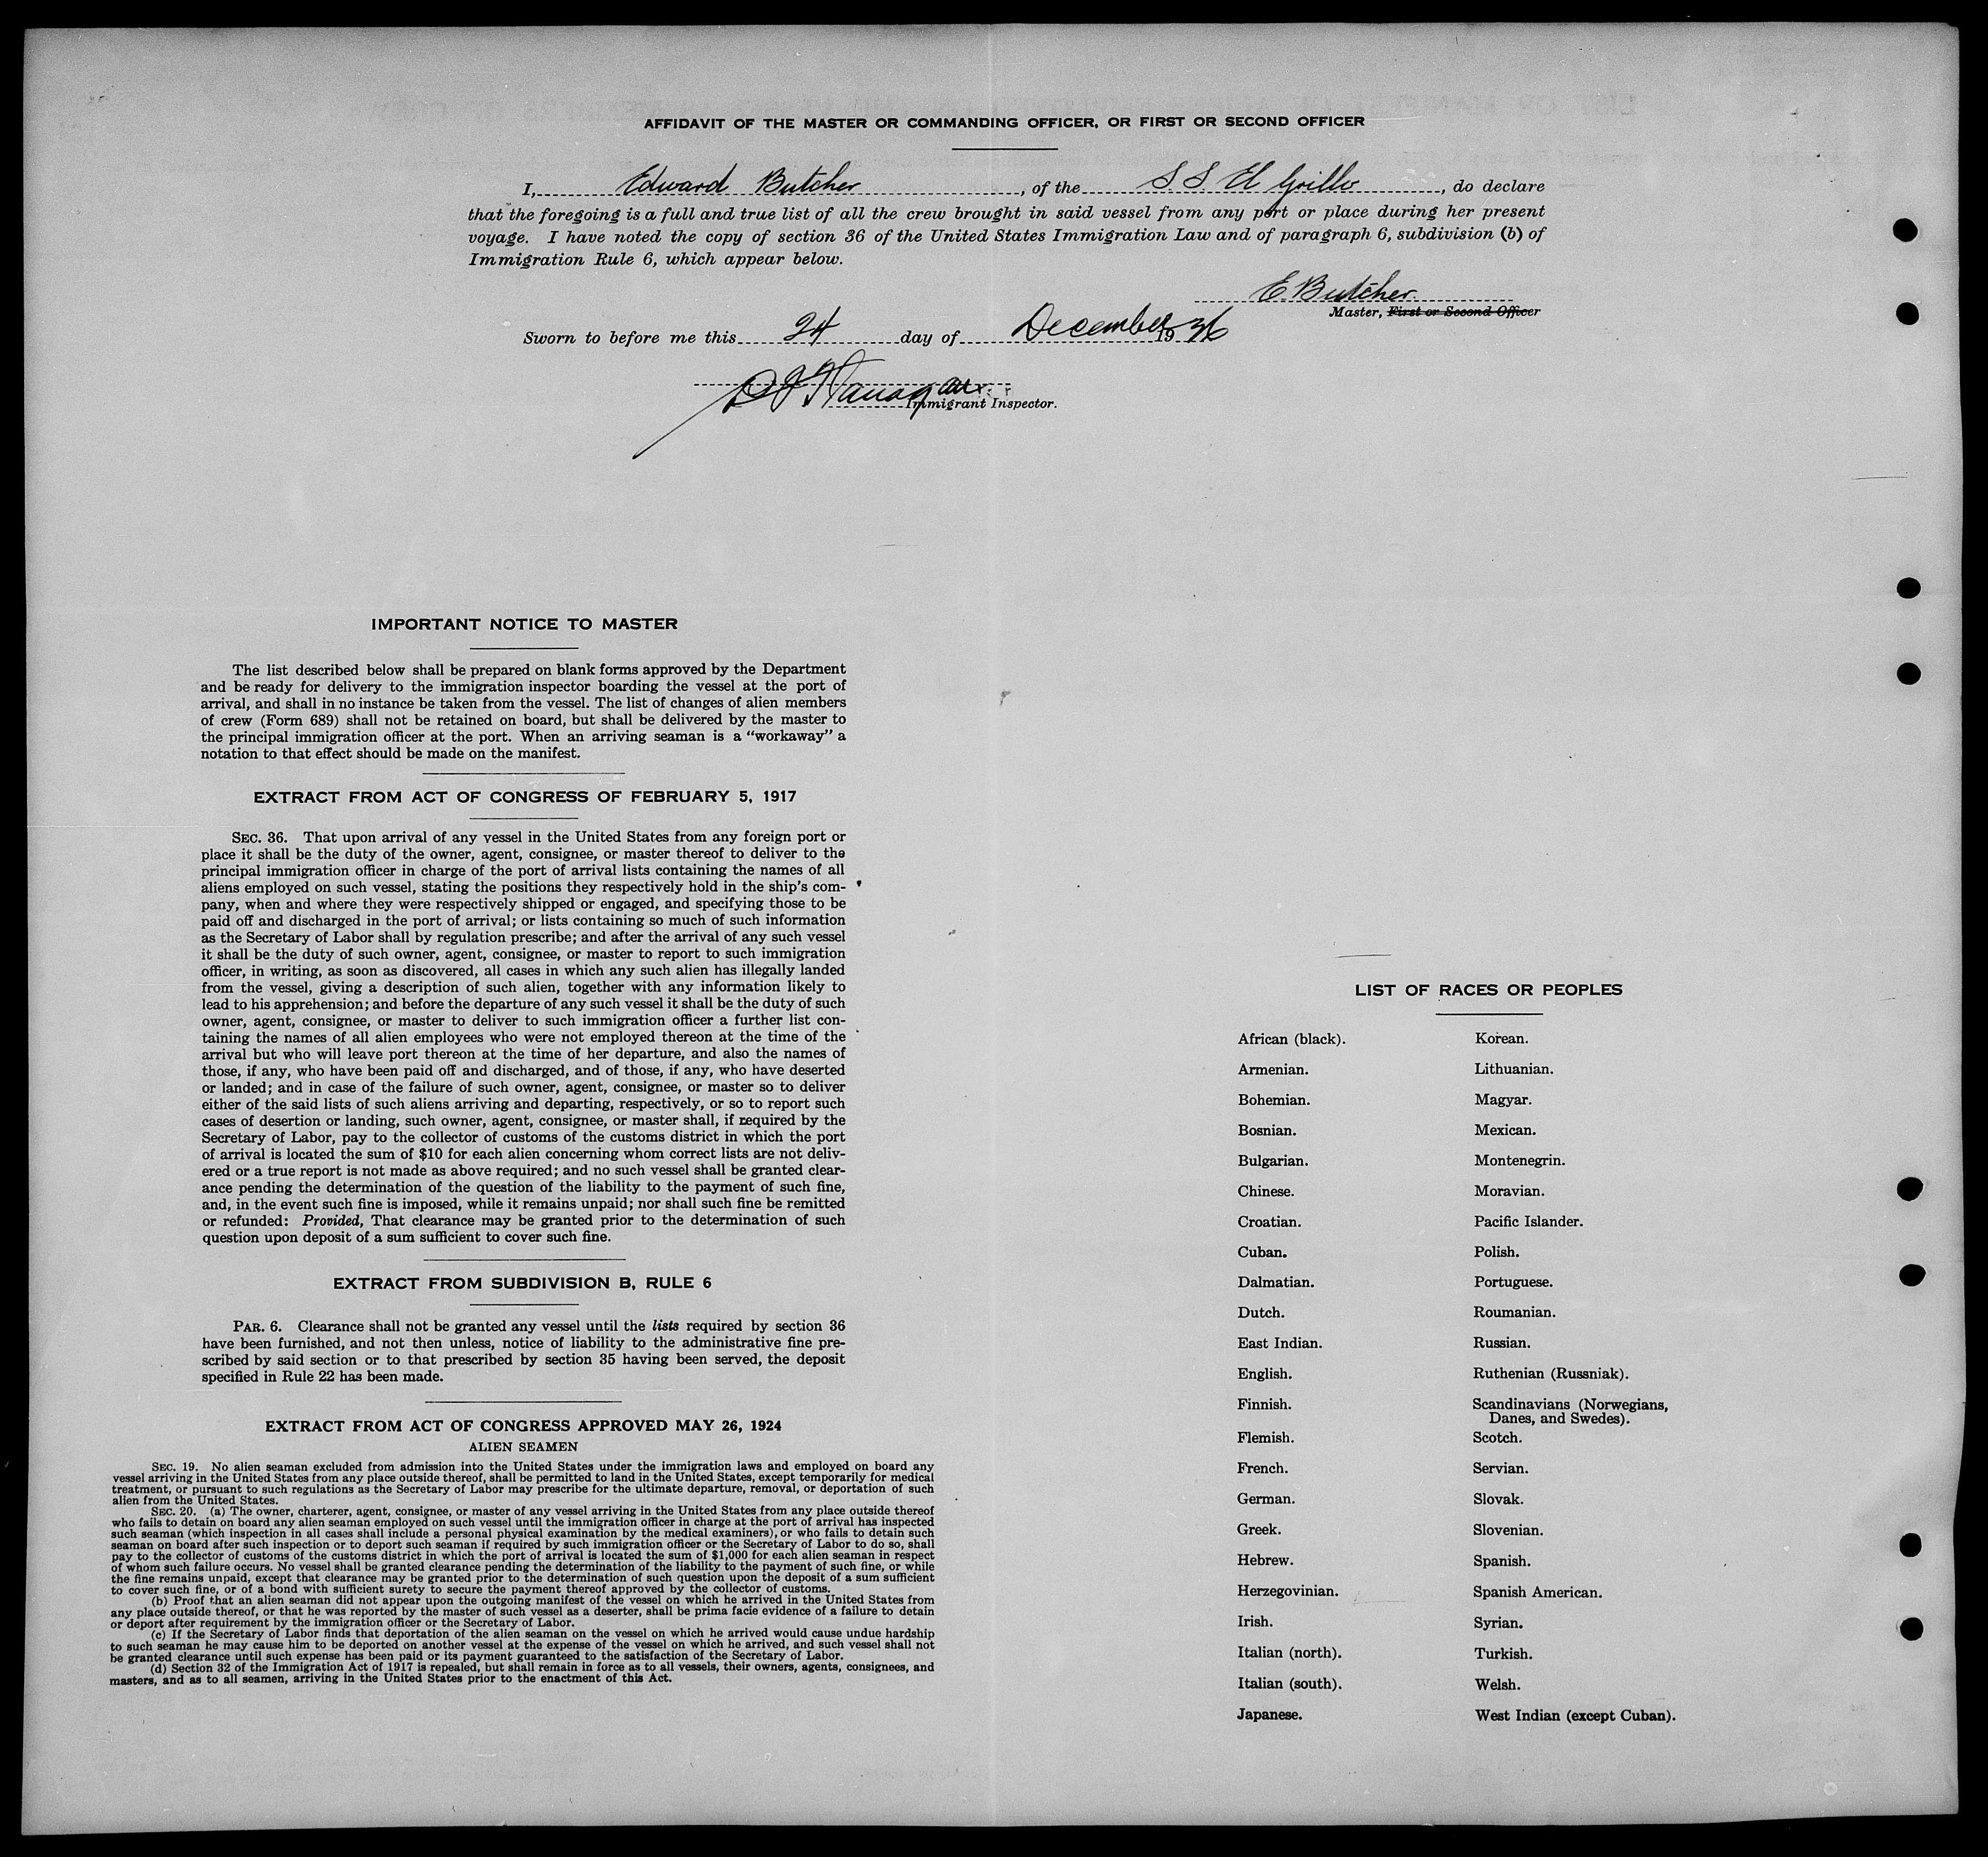 AFFIDAVIT OF THE MASTER OR COMMANDING OFFICER, OR FIRST OR SECOND OFFICER
I, Edward Butcher, of the S S El Grillo, do declare
that the foregoing is a full and true list of all the crew brought in said vessel from any port or place during her present
voyage. I have noted the copy of section 36 of the United States Immigration Law and of paragraph 6, subdivision (b) of
Immigration Rule 6, which appear below.
E. Butcher
Master, First or Second Officer
Sworn to before me this 24 day of December 1936
Immigrant Inspector.
IMPORTANT NOTICE TO MASTER
The list described below shall be prepared on blank forms approved by the Department
and be ready for delivery to the immigration inspector boarding the vessel at the port of
arrival, and shall in no instance be taken from the vessel. The list of changes of alien members
of crew (Form 689) shall not be retained on board, but shall be delivered by the master to
the principal immigration officer at the port. When an arriving seaman is a "workaway" a
notation to that effect should be made on the manifest.
EXTRACT FROM ACT OF CONGRESS OF FEBRUARY 5, 1917
SEC. 36. That upon arrival of any vessel in the United States from any foreign port or
place it shall be the duty of the owner, agent, consignee, or master thereof to deliver to the
principal immigration officer in charge of the port of arrival lists containing the names of all
aliens employed on such vessel, stating the positions they respectively hold in the ship's com-
pany, when and where they were respectively shipped or engaged, and specifying those to be
paid off and discharged in the port of arrival; or lists containing so much of such information
as the Secretary of Labor shall by regulation prescribe; and after the arrival of any such vessel
it shall be the duty of such owner, agent, consignee, or master to report to such immigration
officer, in writing, as soon as discovered, all cases in which any such alien has illegally landed
from the vessel, giving a description of such alien, together with any information likely to
lead to his apprehension; and before the departure of any such vessel it shall be the duty of such
owner, agent, consignee, or master to deliver to such immigration officer a further list con-
taining the names of all alien employees who were not employed thereon at the time of the
arrival but who will leave port thereon at the time of her departure, and also the names of
those, if any, who have been paid off and discharged, and of those, if any, who have deserted
or landed; and in case of the failure of such owner, agent, consignee, or master so to deliver
either of the said lists of such aliens arriving and departing, respectively, or so to report such
cases of desertion or landing, such owner, agent, consignee, or master shall, if required by the
Secretary of Labor, pay to the collector of customs of the customs district in which the port
of arrival is located the sum of $10 for each alien concerning whom correct lists are not deliv-
ered or a true report is not made as above required; and no such vessel shall be granted clear-
ance pending the determination of the question of the liability to the payment of such fine,
and, in the event such fine is imposed, while it remains unpaid; nor shall such fine be remitted
or refunded: Provided, That clearance may be granted prior to the determination of such
question upon deposit of a sum sufficient to cover such fine.
EXTRACT FROM SUBDIVISION B, RULE 6
PAR. 6. Clearance shall not be granted any vessel until the lists required by section 36
have been furnished, and not then unless, notice of liability to the administrative fine pre-
scribed by said section or to that prescribed by section 35 having been served, the deposit
specified in Rule 22 has been made.
EXTRACT FROM ACT OF CONGRESS APPROVED MAY 26, 1924
ALIEN SEAMEN
SEC. 19. No alien seaman excluded from admission into the United States under the immigration laws and employed on board any
vessel arriving in the United States from any place outside thereof, shall be permitted to land in the United States, except temporarily for medical
treatment, or pursuant to such regulations as the Secretary of Labor may prescribe for the ultimate departure, removal, or deportation of such
alien from the United States.
SEC. 20. (a) The owner, charterer, agent, consignee, or master of any vessel arriving in the United States from any place outside thereof
who fails to detain on board any alien seaman employed on such vessel until the immigration officer in charge at the port of arrival has inspected
such seaman (which inspection in all cases shall include a personal physical examination by the medical examiners), or who fails to detain such
seaman on board after such inspection or to deport such seaman if required by such immigration officer or the Secretary of Labor to do so, shall
pay to the collector of customs of the customs district in which the port of arrival is located the sum of $1,000 for each alien seaman in respect
of whom such failure occurs. No vessel shall be granted clearance pending the determination of the liability to the payment of such fine, or while
the fine remains unpaid, except that clearance may be granted prior to the determination of such question upon the deposit of a sum sufficient
to cover such fine, or of a bond with sufficient surety to secure the payment thereof approved by the collector of customs.
(b) Proof that an alien seaman did not appear upon the outgoing manifest of the vessel on which he arrived in the United States from
any place outside thereof, or that he was reported by the master of such vessel as a deserter, shall be prima facie evidence of a failure to detain
or deport after requirement by the immigration officer or the Secretary of Labor.
(c) If the Secretary of Labor finds that deportation of the alien seaman on the vessel on which he arrived would cause undue hardship
to such seaman he may cause him to be deported on another vessel at the expense of the vessel on which he arrived, and such vessel shall not
be granted clearance until such expense has been paid or its payment guaranteed to the satisfaction of the Secretary of Labor.
(d) Section 32 of the Immigration Act of 1917 is repealed, but shall remain in force as to all vessels, their owners, agents, consignees, and
masters, and as to all seamen, arriving in the United States prior to the enactment of this Act.
LIST OF RACES OR PEOPLES
African (black).
Armenian.
Bohemian.
Bosnian.
Bulgarian.
Chinese.
Croatian.
Cuban.
Dalmatian.
Dutch.
East Indian.
English.
Finnish.
Flemish.
French.
German.
Greek.
Hebrew.
Herzegovinian.
Irish.
Italian (north).
Italian (south).
Japanese.
Korean.
Lithuanian.
Magyar.
Mexican.
Montenegrin.
Moravian.
Pacific Islander.
Polish.
Portuguese.
Roumanian.
Russian.
Ruthenian (Russniak).
Scandinavians (Norwegians,
Danes, and Swedes).
Scotch.
Servian.
Slovak.
Slovenian.
Spanish.
Spanish American.
Syrian.
Turkish.
Welsh.
West Indian (except Cuban).